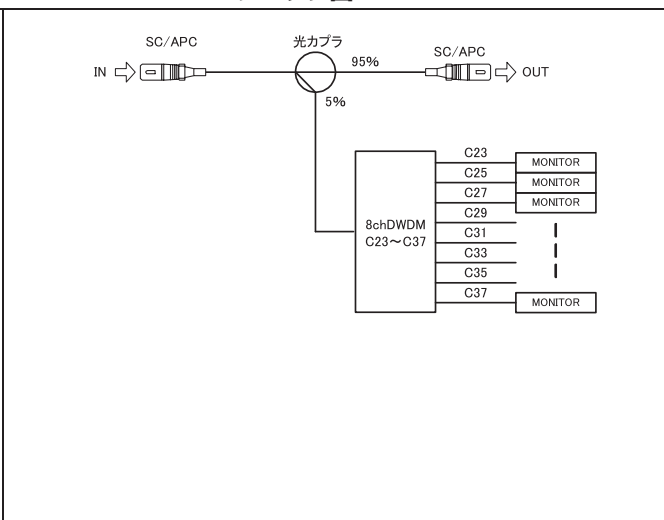 SC/APC
光カプラ
SC/APC
IN
95%
OUT
5%
C23
MONITOR
C25
MONITOR
C27
MONITOR
C29
8chDWDM
C31
C23～C37
C33
C35
C37
MONITOR